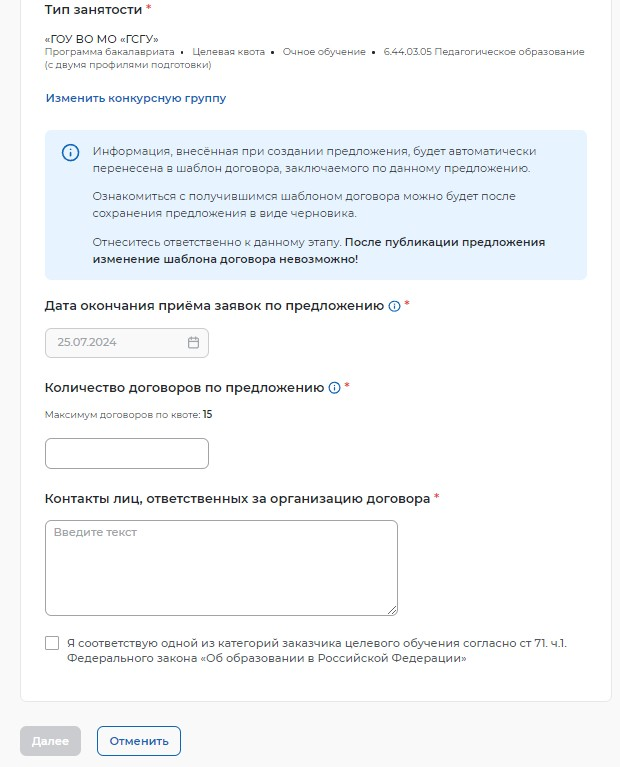 Тип занятости *
«ГОУ ВО МО «ГСГУ»
Программа бакалавриата • Целевая квота • Очное обучение • 6.44.03.05 Педагогическое образование
(с двумя профилями подготовки)
Изменить конкурсную группу
Информация, внесённая при создании предложения, будет автоматически
перенесена в шаблон договора, заключаемого по данному предложению.
Ознакомиться с получившимся шаблоном договора можно будет после
сохранения предложения в виде черновика.
Отнеситесь ответственно к данному этапу. После публикации предложения
изменение шаблона договора невозможно!
Дата окончания приёма заявок по предложению *
25.07.2024
Количество договоров по предложению *
Максимум договоров по квоте: 15
Контакты лиц, ответственных за организацию договора *
Введите текст
Я соответствую одной из категорий заказчика целевого обучения согласно ст 71. ч.1.
Федерального закона «Об образовании в Российской Федерации»
Далее
Отменить